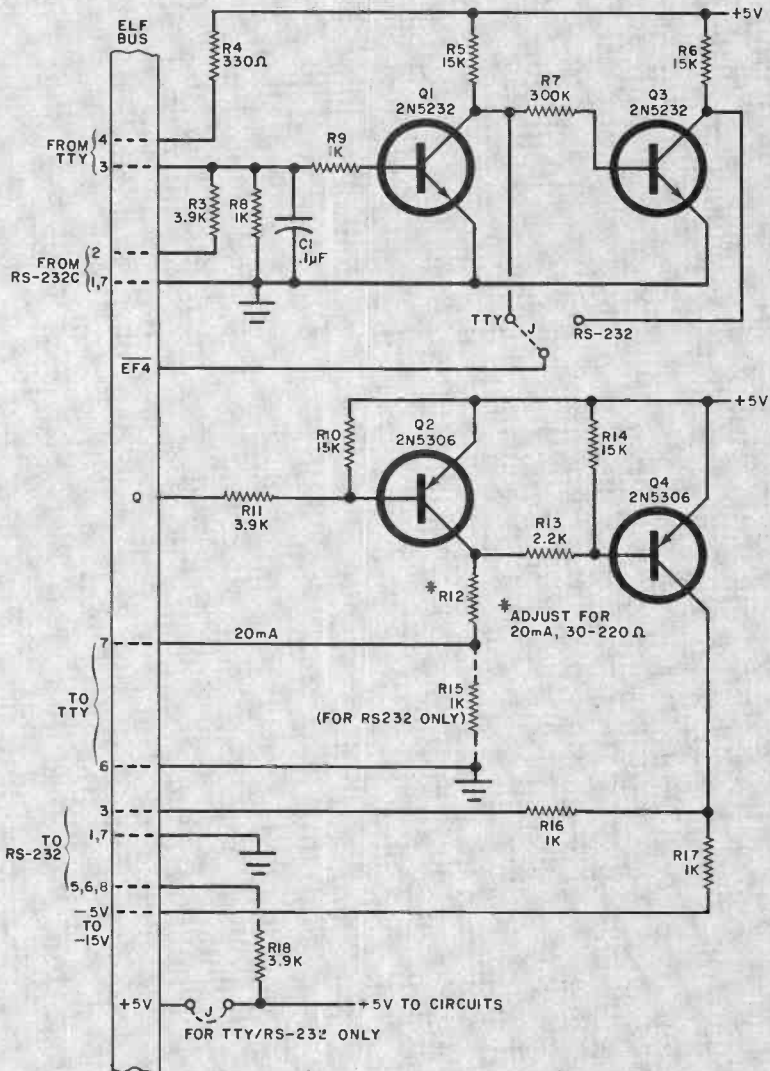 ELF
BUS
R4
330Ω
R5
15K
R6
15K
+5V
Q1
2N5232
R7
300K
Q3
2N5232
FROM
TTY
4
3
R9
1K
R3
3.9K
R8
1K
C1
.1μF
FROM
RS-232C
2
1,7
TTY
J
RS-232
EF4
+5V
R10
15K
Q2
2N5306
R14
15K
Q4
2N5306
Q
R11
3.9K
R13
2.2K
*R12
*ADJUST FOR
20mA, 30-220Ω
7
20mA
TO
TTY
R15
1K
(FOR RS232 ONLY)
6
TO
RS-232
3
R16
1K
1,7
R17
1K
5,6,8
-5V
TO
-15V
R18
3.9K
+5V
J
+5V TO CIRCUITS
FOR TTY/RS-232 ONLY